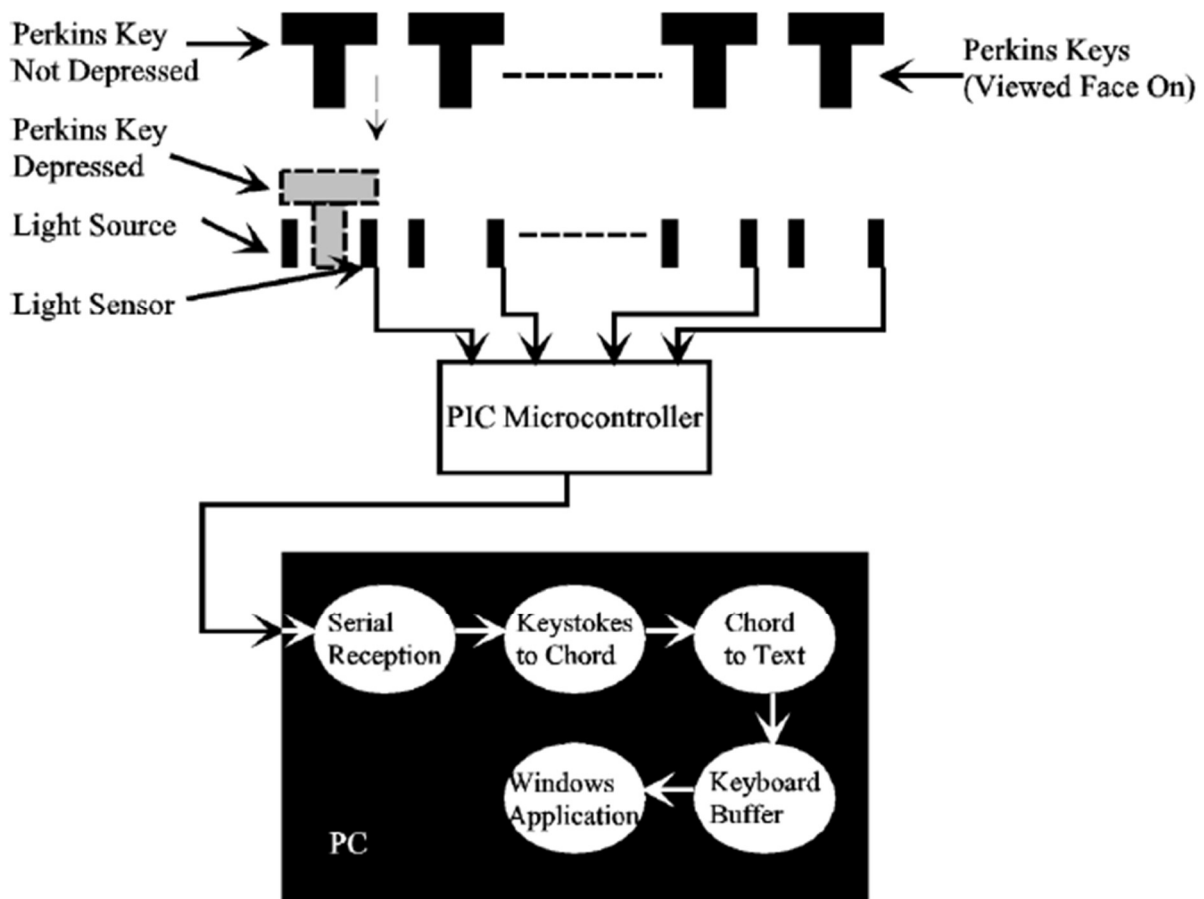 Perkins Key
Not Depressed
Perkins Keys
(Viewed Face On)
Perkins Key
Depressed
Light Source
Light Sensor
PIC Microcontroller
Serial
Reception
Keystokes
to Chord
Chord
to Text
Windows
Application
Keyboard
Buffer
PC